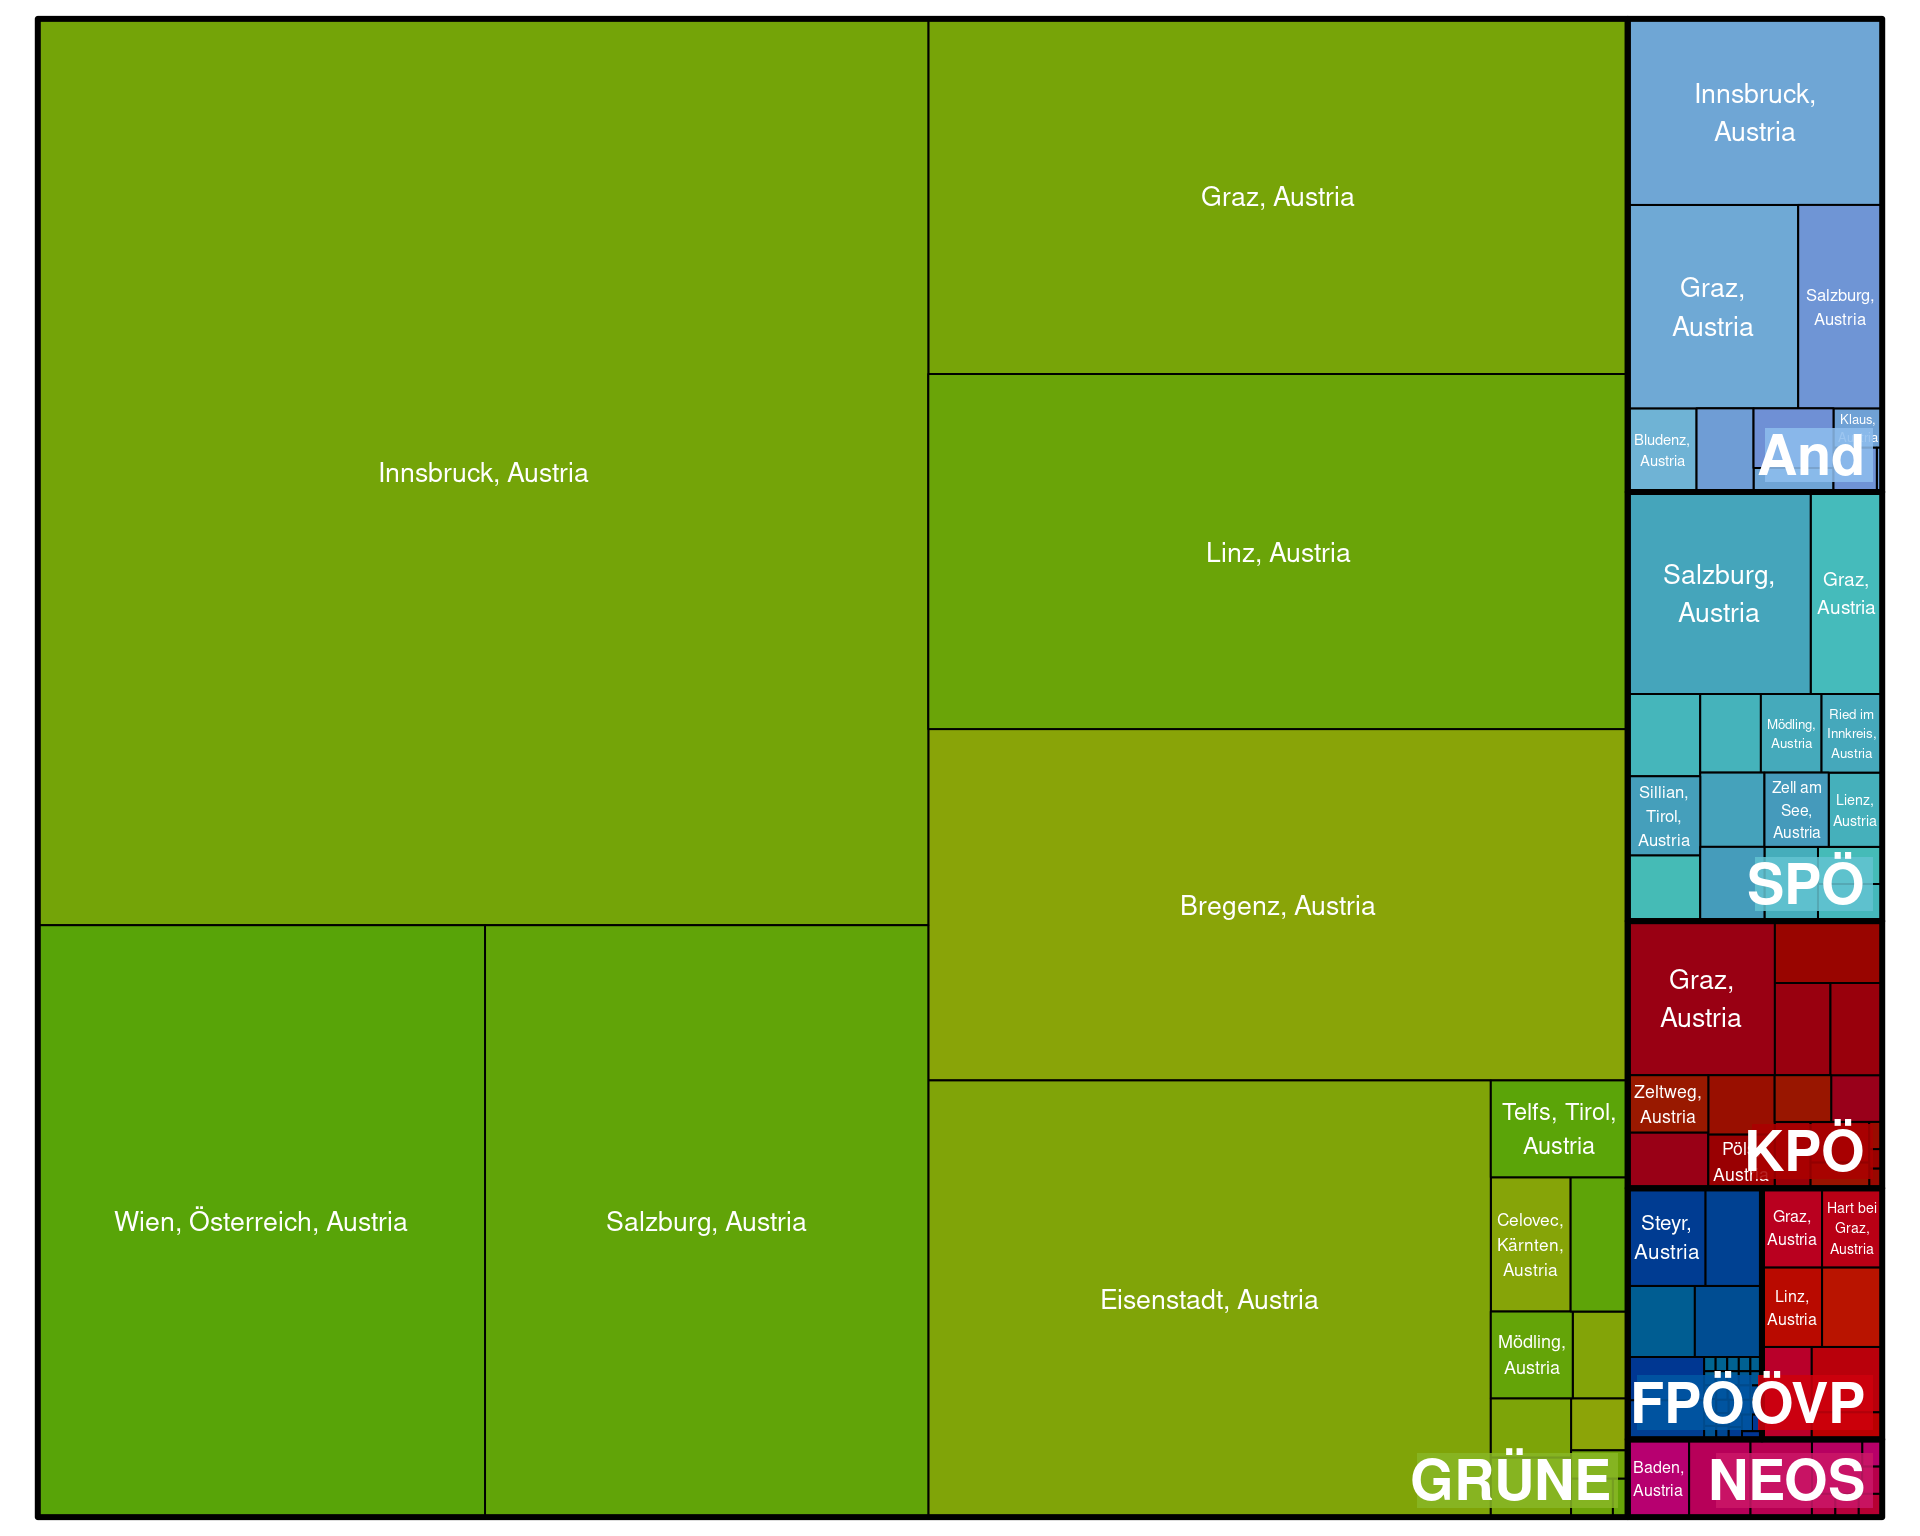 Innsbruck, Austria
Wien, Österreich, Austria
Salzburg, Austria
Graz, Austria
Linz, Austria
Bregenz, Austria
Eisenstadt, Austria
Telfs, Tirol,
Austria
Celovec,
Kärnten,
Austria
Mödling,
Austria
GRÜNE
Innsbruck,
Austria
Graz,
Austria
Salzburg,
Austria
Bludenz,
Austria
Klaus,
Austria
And
Salzburg,
Austria
Graz,
Austria
Mödling,
Austria
Ried im
Innkreis,
Austria
Sillian,
Tirol,
Austria
Zell am
See,
Austria
Lienz,
Austria
SPÖ
Graz,
Austria
Zeltweg,
Austria
Austria
KPÖ
Steyr,
Austria
FPÖ
Graz,
Austria
Hart bei
Graz,
Austria
Linz,
Austria
ÖVP
Baden,
Austria
NEOS